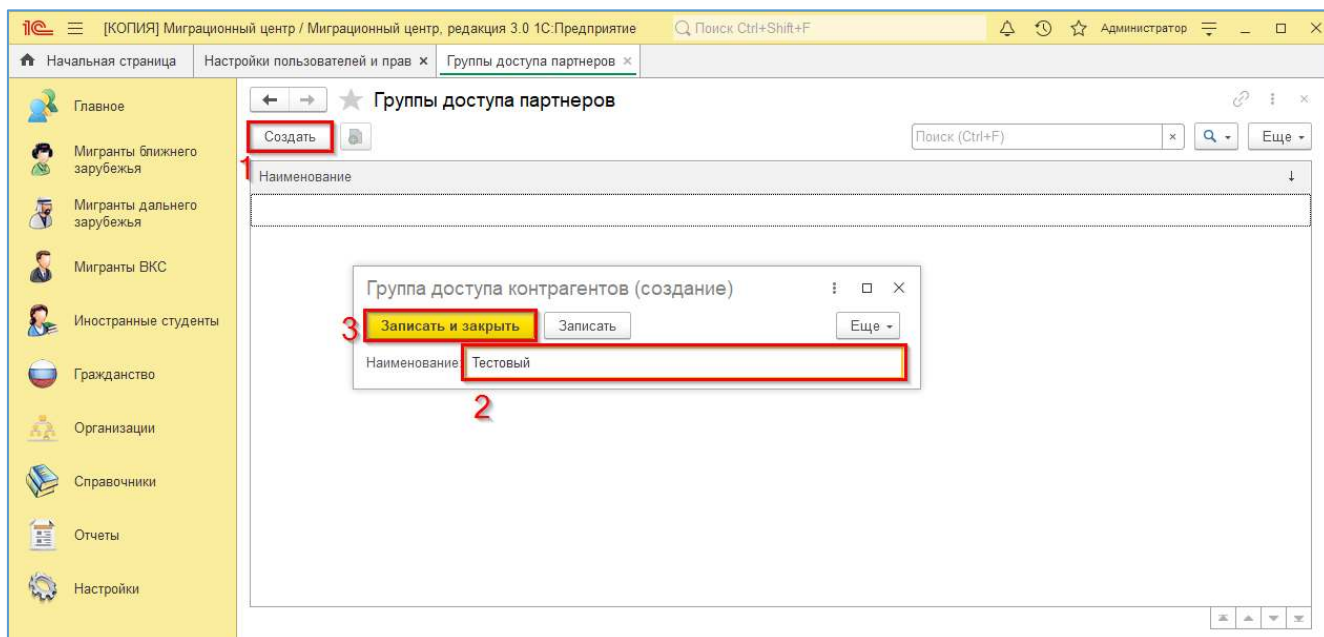 1С [КОПИЯ] Миграционный центр / Миграционный центр, редакция 3.0 1С:Предприятие Поиск Ctrl+Shift+F Администратор
Начальная страница Настройки пользователей и прав × Группы доступа партнеров ×
Главное
Мигранты ближнего
зарубежья
Мигранты дальнего
зарубежья
Мигранты ВКС
Иностранные студенты
Гражданство
Организации
Справочники
Отчеты
Настройки
Группы доступа партнеров
Создать Поиск (Ctrl+F) × Еще
1
Наименование
Группа доступа контрагентов (создание)
3 Записать и закрыть Записать Еще
Наименование: Тестовый
2